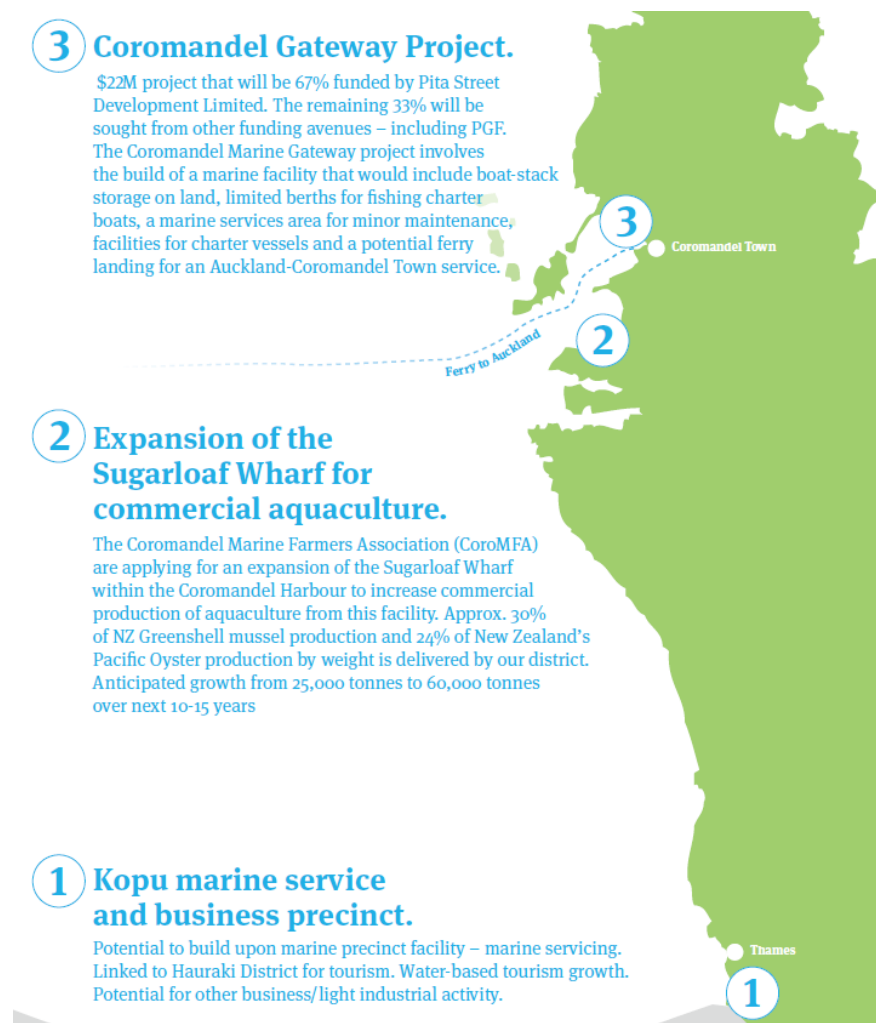 3 Coromandel Gateway Project.
$22M project that will be 67% funded by Pita Street
Development Limited. The remaining 33% will be
sought from other funding avenues – including PGF.
The Coromandel Marine Gateway project involves
the build of a marine facility that would include boat-stack
storage on land, limited berths for fishing charter
boats, a marine services area for minor maintenance,
facilities for charter vessels and a potential ferry
landing for an Auckland-Coromandel Town service.
3
Coromandel Town
2
Ferry to Auckland
2 Expansion of the
Sugarloaf Wharf for
commercial aquaculture.
The Coromandel Marine Farmers Association (CoroMFA)
are applying for an expansion of the Sugarloaf Wharf
within the Coromandel Harbour to increase commercial
production of aquaculture from this facility. Approx. 30%
of NZ Greenshell mussel production and 24% of New Zealand's
Pacific Oyster production by weight is delivered by our district.
Anticipated growth from 25,000 tonnes to 60,000 tonnes
over next 10-15 years
1 Kopu marine service
and business precinct.
Potential to build upon marine precinct facility – marine servicing.
Linked to Hauraki District for tourism. Water-based tourism growth.
Potential for other business/light industrial activity.
Thames
1